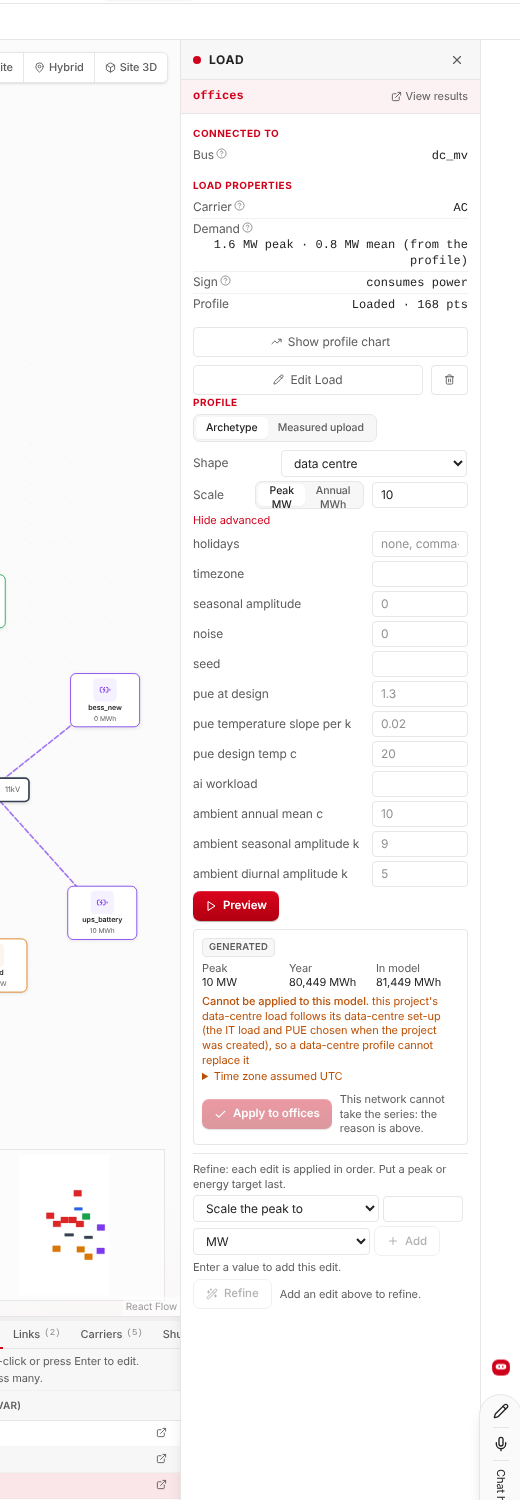 ite
Hybrid
Site 3D
LOAD
offices
View results
CONNECTED TO
Bus
dc_mv
LOAD PROPERTIES
Carrier
AC
Demand
1.6 MW peak · 0.8 MW mean (from the
profile)
Sign
consumes power
Profile
Loaded · 168 pts
Show profile chart
Edit Load
PROFILE
Archetype
Measured upload
Shape
data centre
Scale
Peak
MW
Annual
MWh
10
Hide advanced
holidays
none, comma-
timezone
seasonal amplitude
0
noise
0
seed
pue at design
1.3
pue temperature slope per k
0.02
pue design temp c
20
ai workload
ambient annual mean c
10
ambient seasonal amplitude k
9
ambient diurnal amplitude k
5
Preview
GENERATED
Peak
Year
In model
10 MW
80,449 MWh
81,449 MWh
Cannot be applied to this model. this project's
data-centre load follows its data-centre set-up
(the IT load and PUE chosen when the project
was created), so a data-centre profile cannot
replace it
Time zone assumed UTC
Apply to offices
This network cannot
take the series: the
reason is above.
Refine: each edit is applied in order. Put a peak or
energy target last.
Scale the peak to
MW
Add
Enter a value to add this edit.
Refine
Add an edit above to refine.
bess_new
0 MWh
11kV
ups_battery
10 MWh
d
W
React Flow
Links (2)
Carriers (5)
Shu
-click or press Enter to edit.
ss many.
VAR)
Chat h